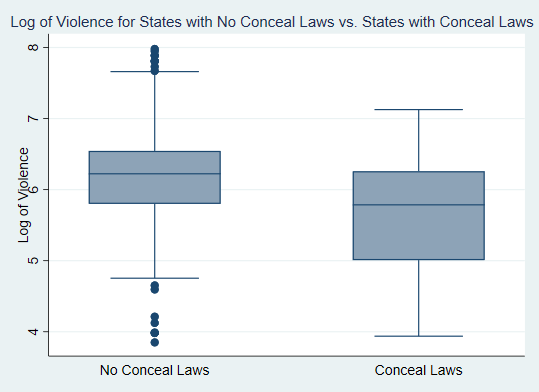 Log of Violence for States with No Conceal Laws vs. States with Conceal Laws
Log of Violence
8
7
6
5
4
No Conceal Laws
Conceal Laws